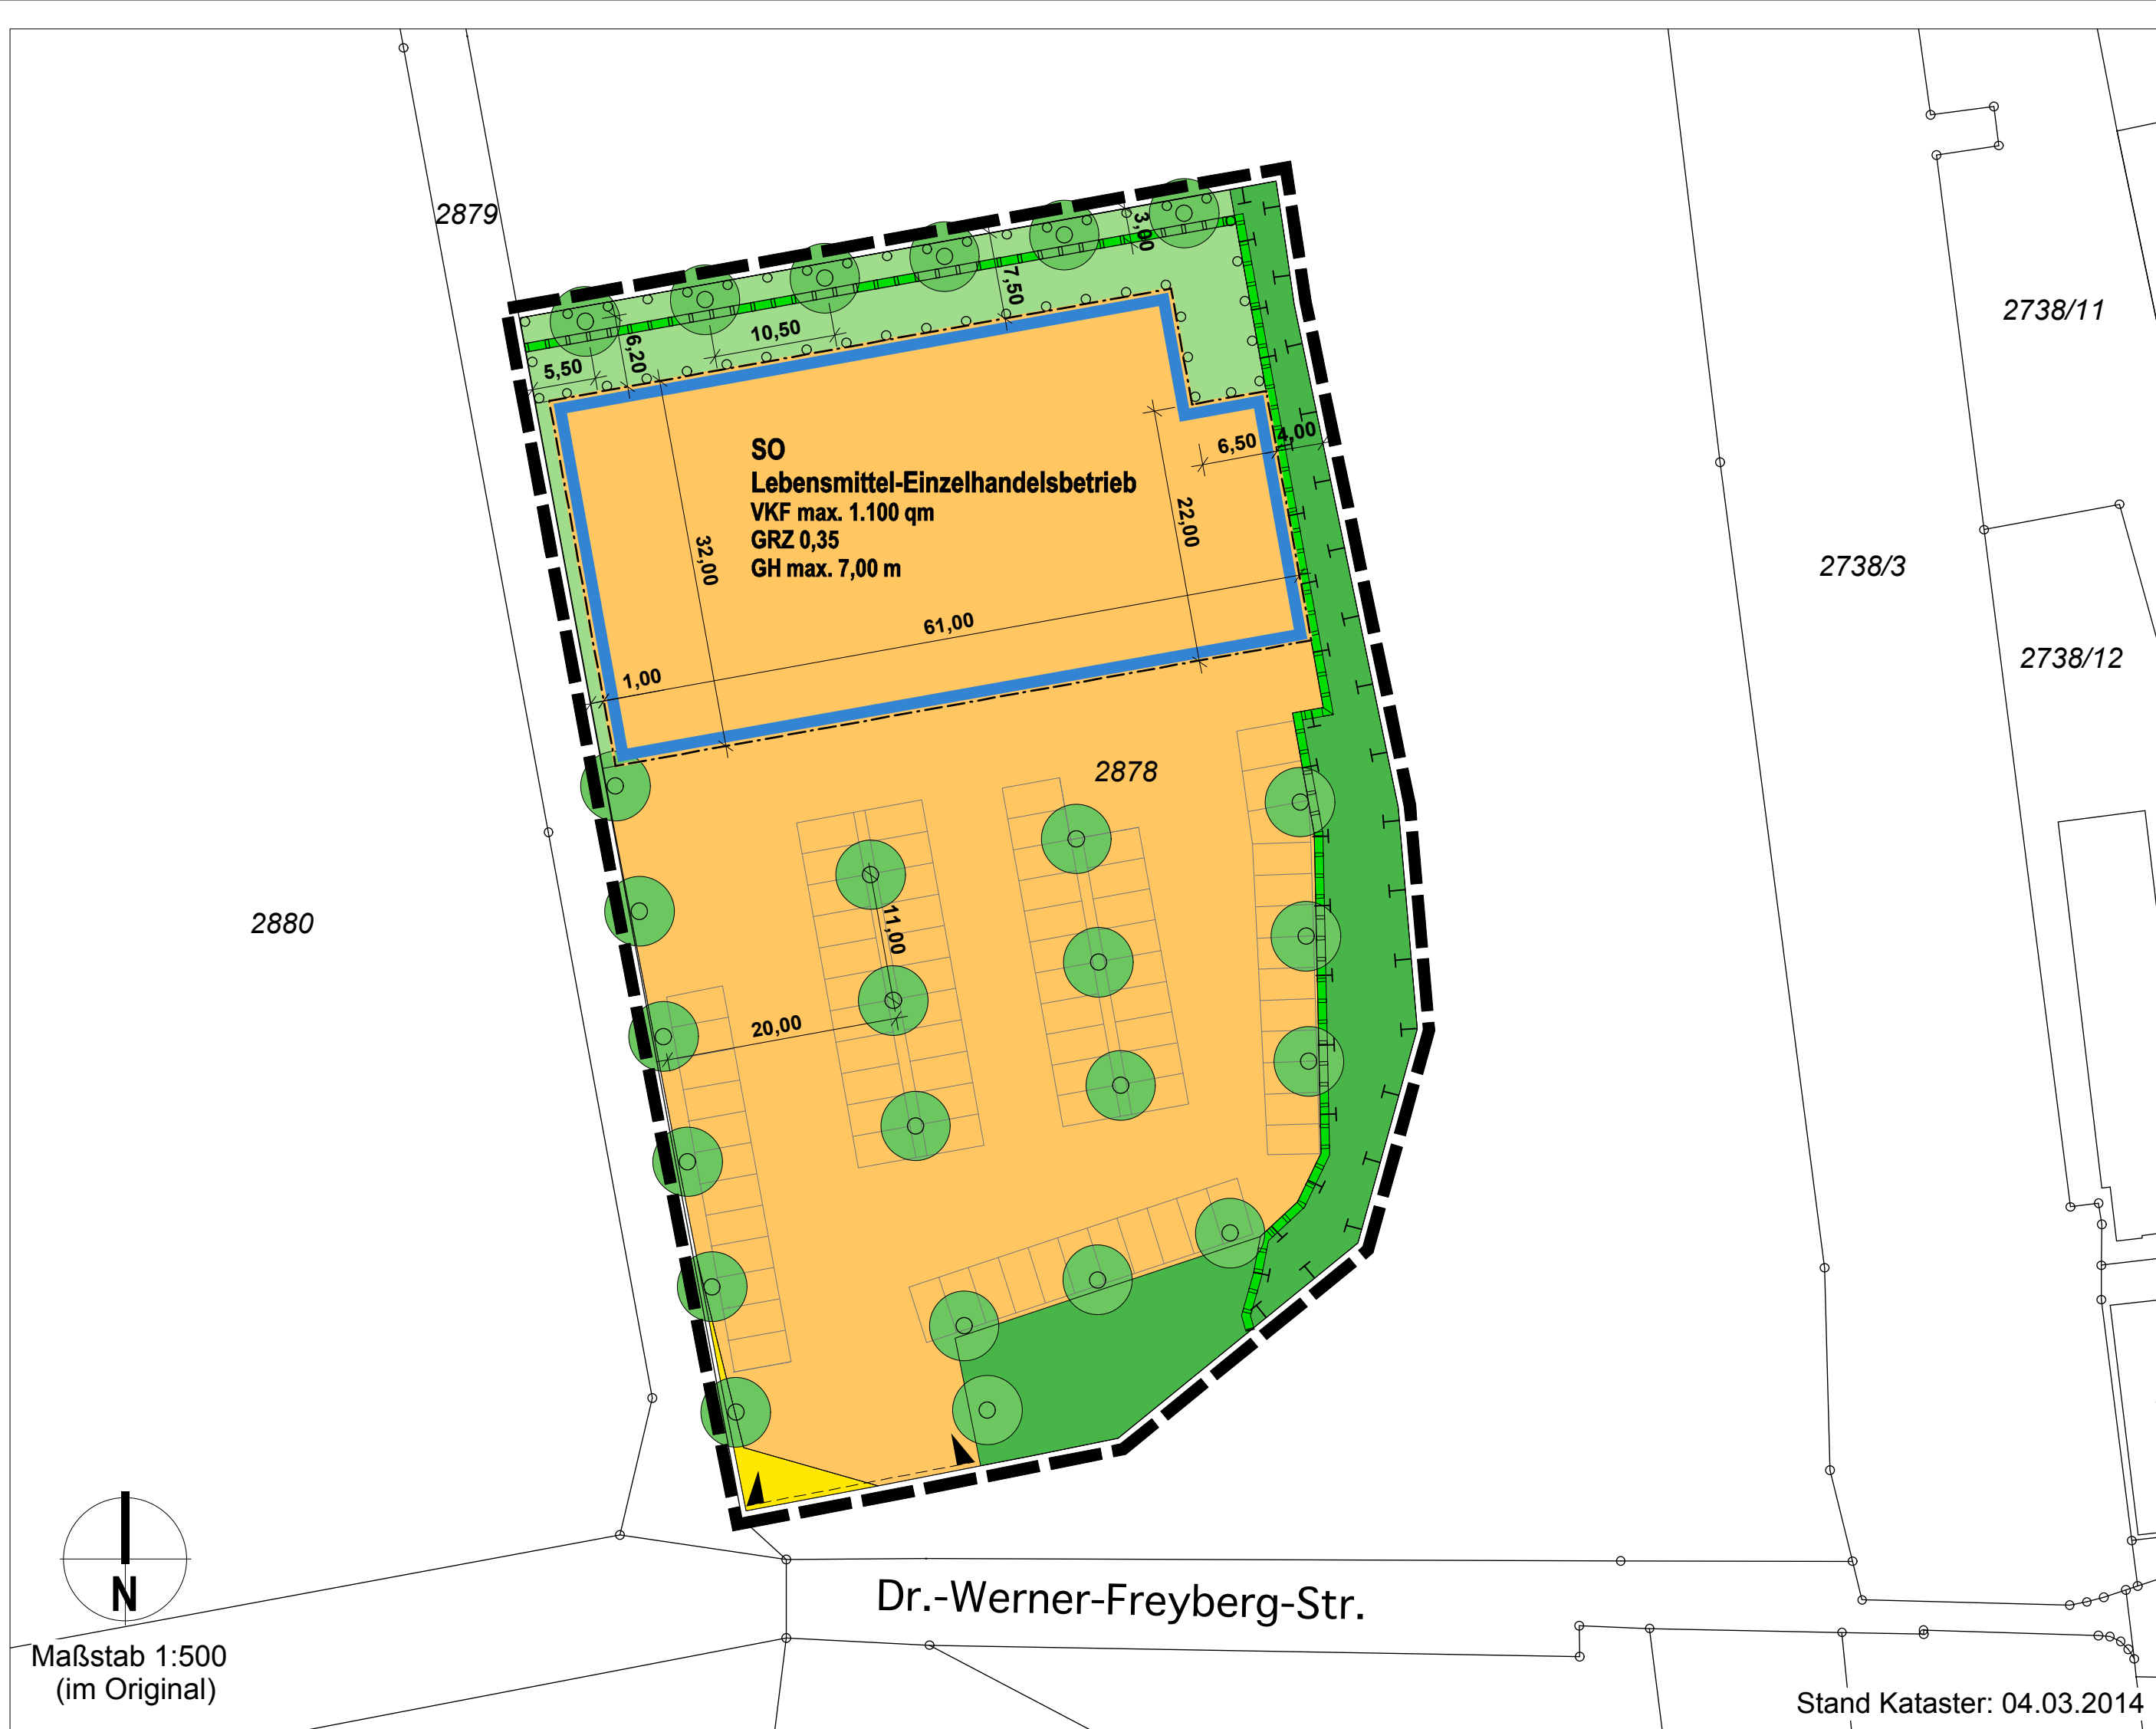 2879
3,00
7,50
10,50
6,20
5,50
2738/11
SO
Lebensmittel-Einzelhandelsbetrieb
VKF max. 1.100 qm
GRZ 0,35
GH max. 7,00 m
6,50
4,00
22,00
32,00
2738/3
61,00
1,00
2738/12
2878
2880
11,00
20,00
N
Maßstab 1:500
(im Original)
Dr.-Werner-Freyberg-Str.
Stand Kataster: 04.03.2014